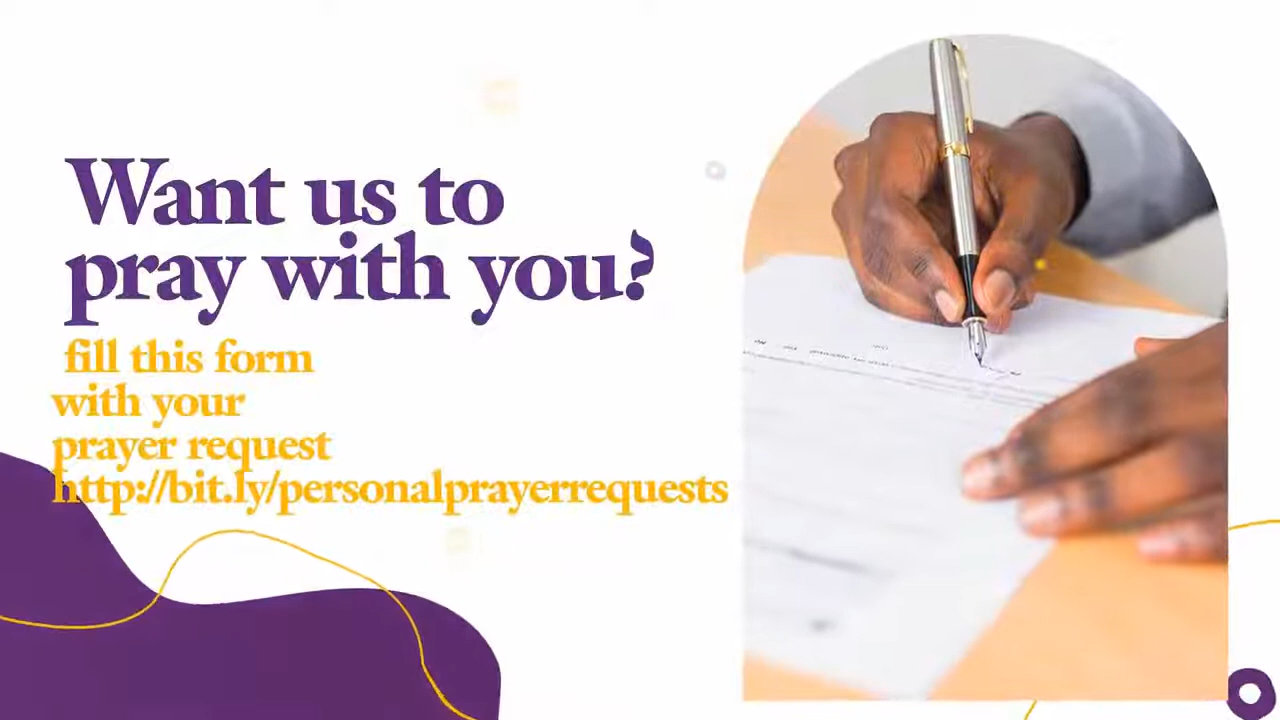 Want us to
pray with you?
fill this form
with your
prayer request
http://bit.ly/personalprayerrequests